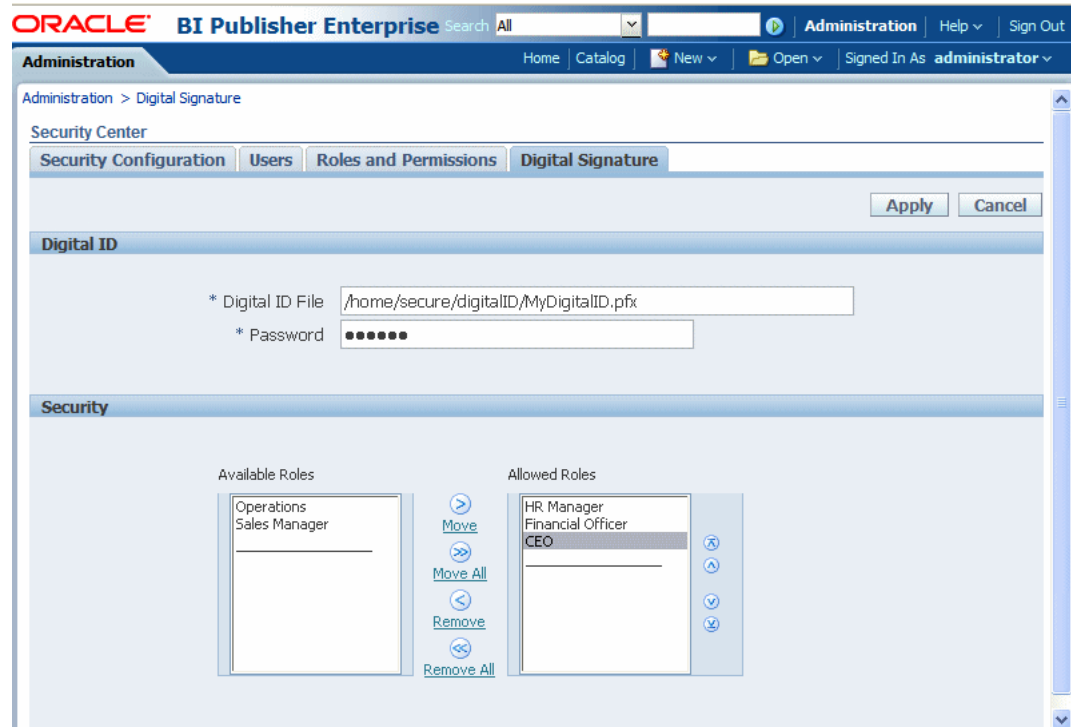 ORACLE BI Publisher Enterprise Search All Administration Help Sign Out
Administration Home Catalog New Open Signed In As administrator
Administration > Digital Signature
Security Center
Security Configuration Users Roles and Permissions Digital Signature
Apply Cancel
Digital ID
* Digital ID File /home/secure/digitalID/MyDigitalID.pfx
* Password ●●●●●●
Security
Available Roles Allowed Roles
Operations HR Manager
Sales Manager Move Financial Officer
CEO
Move All
Remove
Remove All